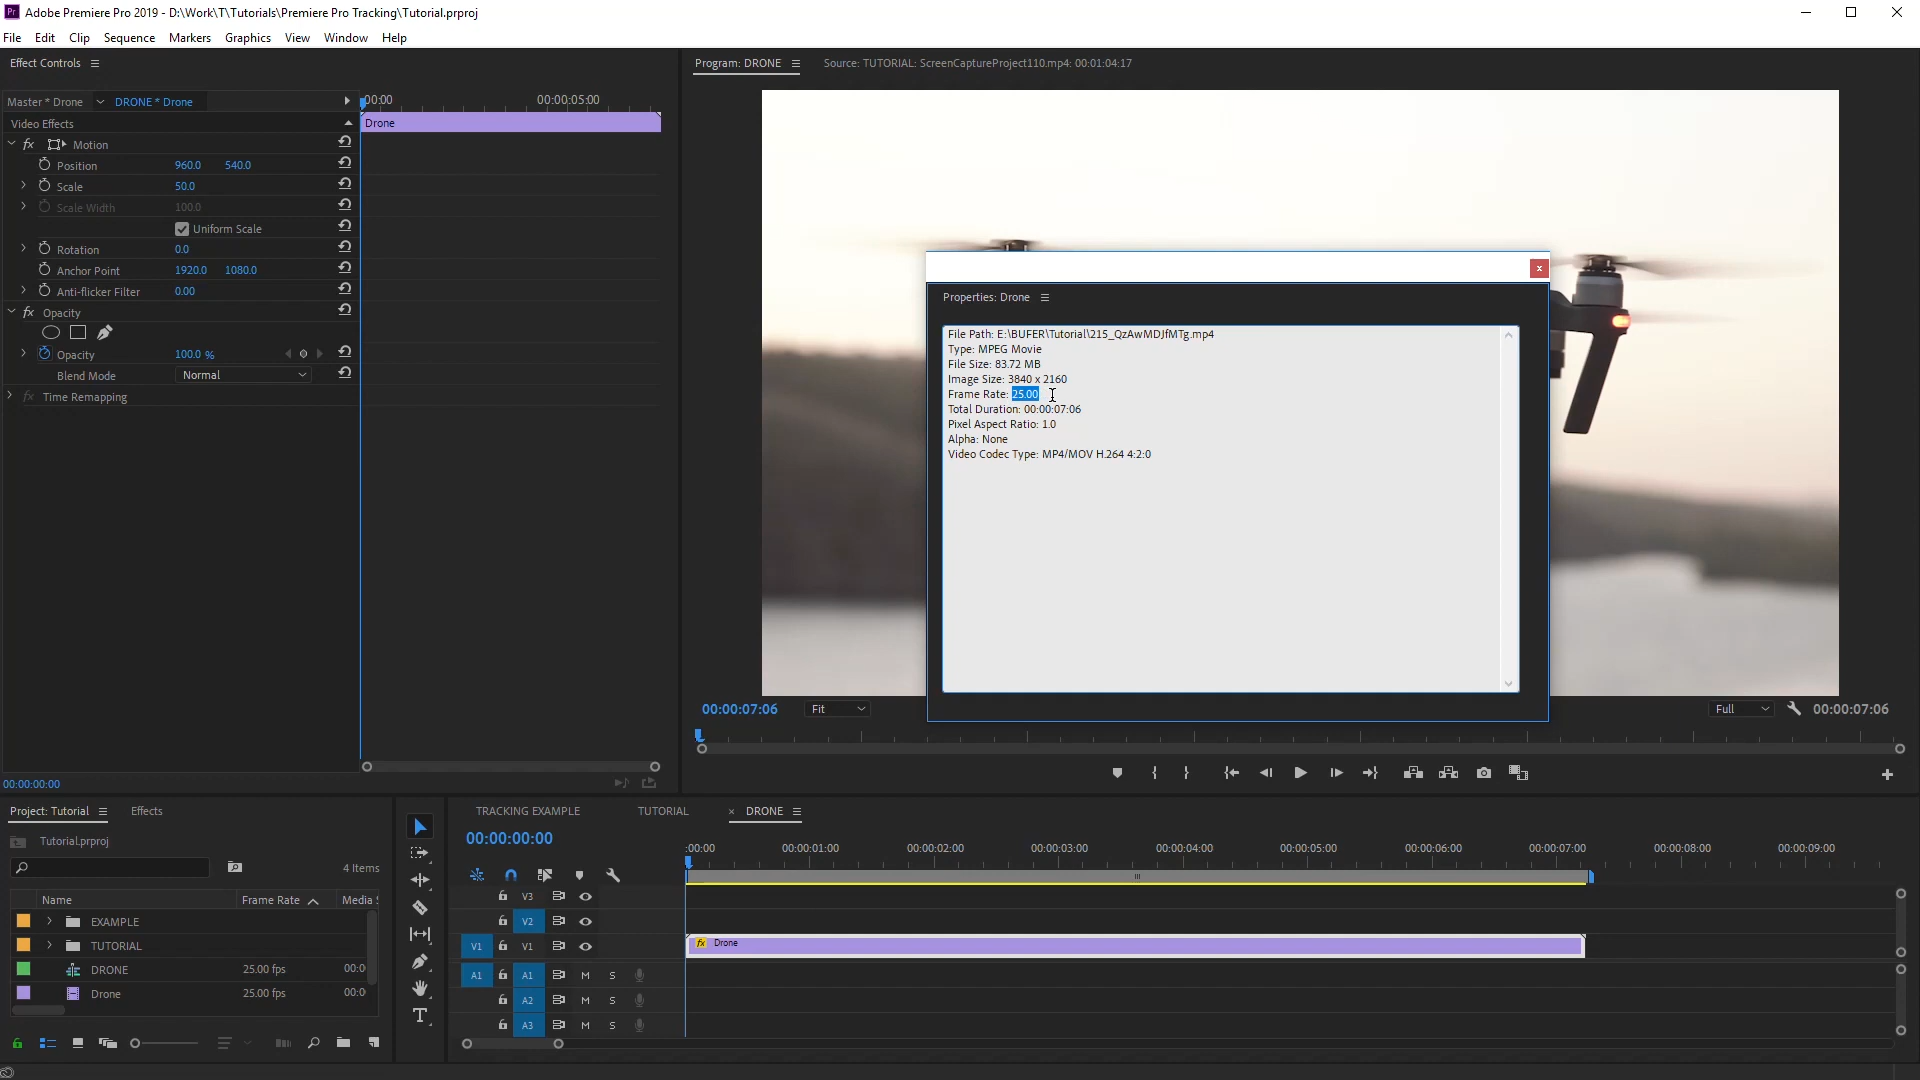 Adobe Premiere Pro 2019 - D:\Work\T\Tutorials\Premiere Pro Tracking\Tutorial.prproj
File Edit Clip Sequence Markers Graphics View Window Help
Effect Controls
Program: DRONE
Source: TUTORIAL: ScreenCaptureProject110.mp4: 00:01:04:17
Master * Drone
DRONE * Drone
:00:00
00:00:05:00
Video Effects
Drone
fx Motion
Position 960.0 540.0
Scale 50.0
Scale Width 100.0
Uniform Scale
Rotation 0.0
Anchor Point 1920.0 1080.0
Anti-flicker Filter 0.00
fx Opacity
Opacity 100.0 %
Blend Mode Normal
fx Time Remapping
Properties: Drone
File Path: E:\BUFER\Tutorial\215_QzAwMDJfMTg.mp4
Type: MPEG Movie
File Size: 83.72 MB
Image Size: 3840 x 2160
Frame Rate: 25.00
Total Duration: 00:00:07:06
Pixel Aspect Ratio: 1.0
Alpha: None
Video Codec Type: MP4/MOV H.264 4:2:0
00:00:07:06
Fit
Full
00:00:07:06
00:00:00:00
Project: Tutorial
Effects
Tutorial.prproj
4 Items
Name Frame Rate Media S
EXAMPLE
TUTORIAL
DRONE 25.00 fps 00:0
Drone 25.00 fps 00:0
TRACKING EXAMPLE
TUTORIAL
× DRONE
00:00:00:00
:00:00 00:00:01:00 00:00:02:00 00:00:03:00 00:00:04:00 00:00:05:00 00:00:06:00 00:00:07:00 00:00:08:00 00:00:09:00
V3
V2
V1 V1
fx Drone
A1 A1 M S
A2 M S
A3 M S